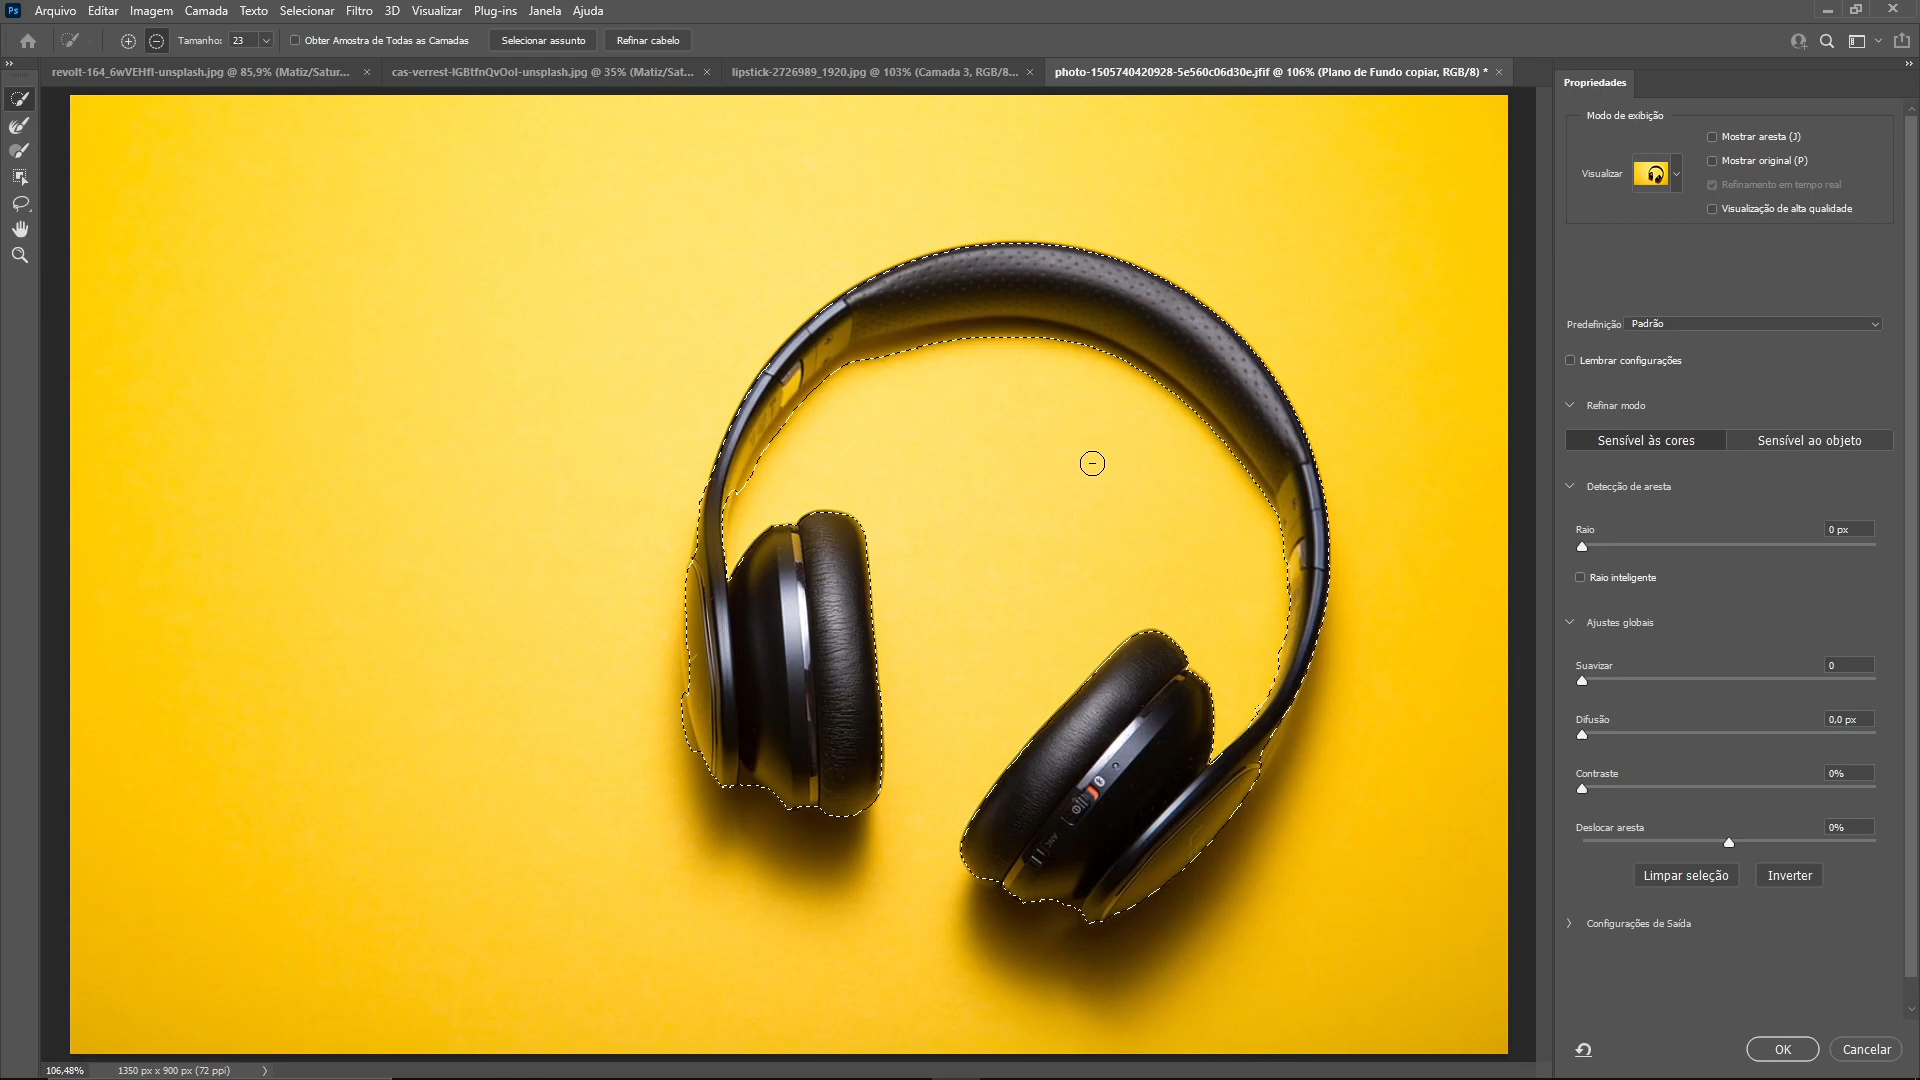 Ps Arquivo Editar Imagem Camada Texto Selecionar Filtro 3D Visualizar Plug-ins Janela Ajuda
Tamanho: 23 Obter Amostra de Todas as Camadas Selecionar assunto Refinar cabelo
revolt-164_6wVEHfI-unsplash.jpg @ 85,9% (Matiz/Satur... × cas-verrest-lGBtfnQvOoI-unsplash.jpg @ 35% (Matiz/Sat... × lipstick-2726989_1920.jpg @ 103% (Camada 3, RGB/8... × photo-1505740420928-5e560c06d30e.jfif @ 106% (Plano de Fundo copiar, RGB/8) * ×
Propriedades
Modo de exibição
Visualizar
Mostrar aresta (J)
Mostrar original (P)
Refinamento em tempo real
Visualização de alta qualidade
Predefinição Padrão
Lembrar configurações
Refinar modo
Sensível às cores Sensível ao objeto
Detecção de aresta
Raio 0 px
Raio inteligente
Ajustes globais
Suavizar 0
Difusão 0,0 px
Contraste 0%
Deslocar aresta 0%
Limpar seleção Inverter
Configurações de Saída
OK Cancelar
ANC
106,48% 1350 px x 900 px (72 ppi)